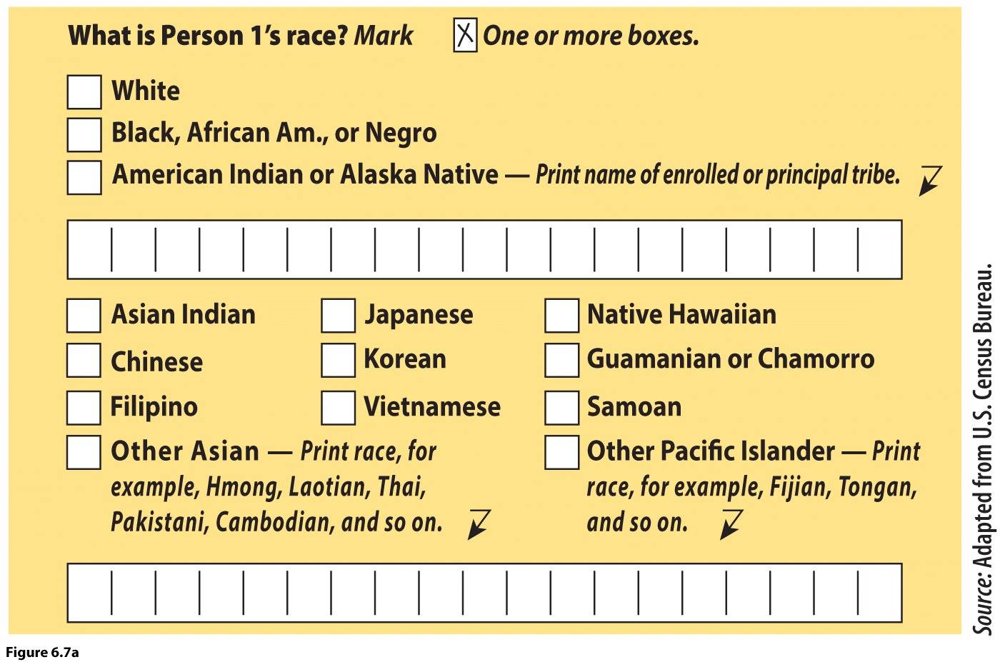 What is Person 1's race? Mark X One or more boxes.
White
Black, African Am., or Negro
American Indian or Alaska Native — Print name of enrolled or principal tribe.
Asian Indian
Japanese
Native Hawaiian
Chinese
Korean
Guamanian or Chamorro
Filipino
Vietnamese
Samoan
Other Asian — Print race, for
example, Hmong, Laotian, Thai,
Pakistani, Cambodian, and so on.
Other Pacific Islander — Print
race, for example, Fijian, Tongan,
and so on.
Source: Adapted from U.S. Census Bureau.
Figure 6.7a